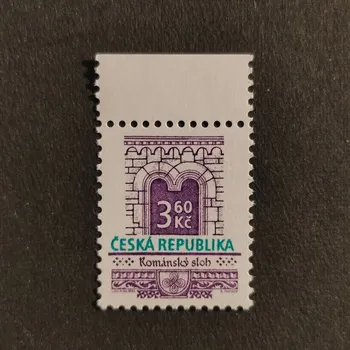 3 60 Kč
ČESKÁ REPUBLIKA
Románský sloh